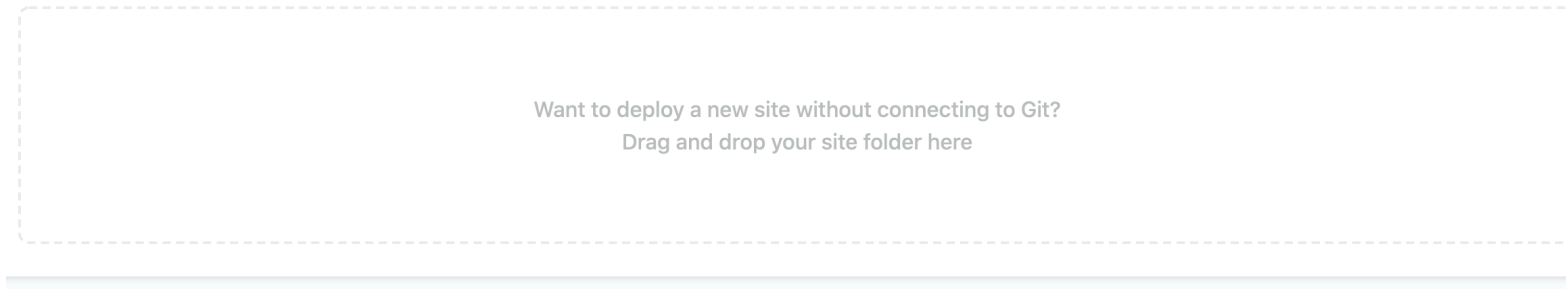 Want to deploy a new site without connecting to Git?
Drag and drop your site folder here